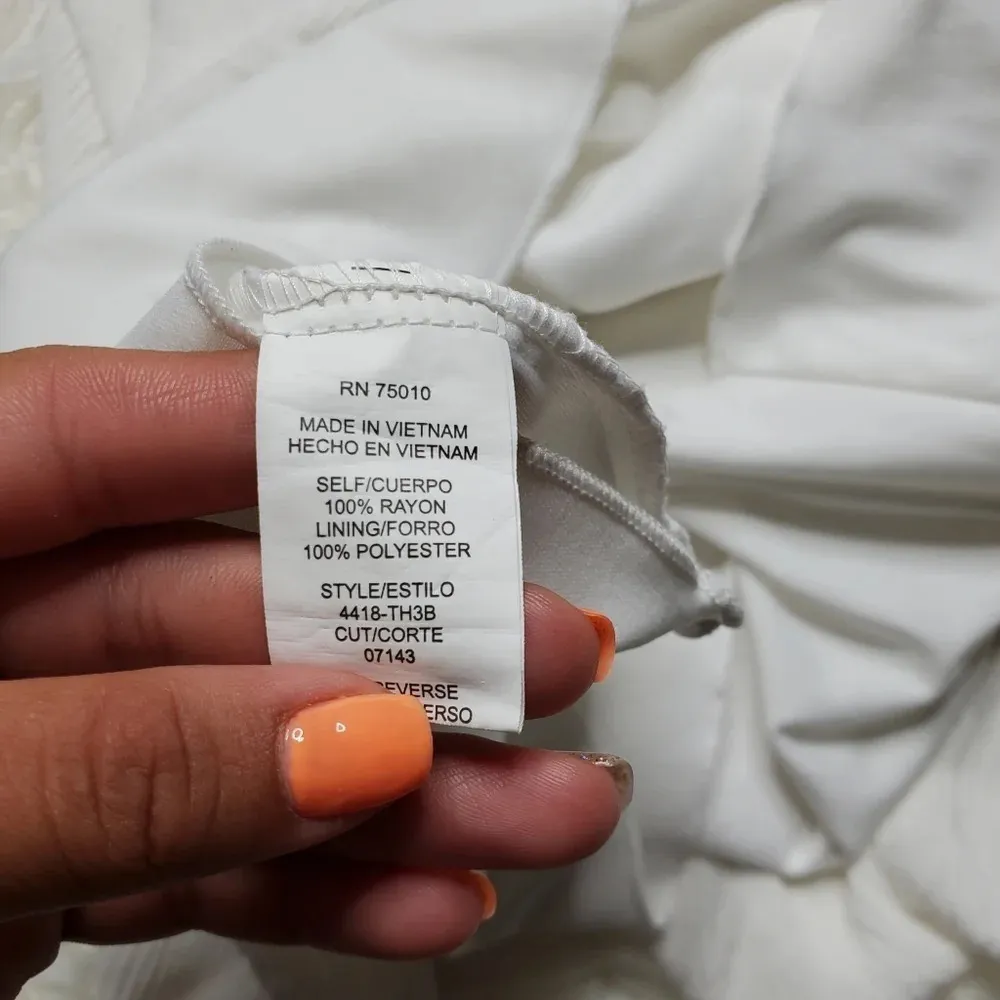 RN 75010
MADE IN VIETNAM
HECHO EN VIETNAM
SELF/CUERPO
100% RAYON
LINING/FORRO
100% POLYESTER
STYLE/ESTILO
4418-TH3B
CUT/CORTE
07143